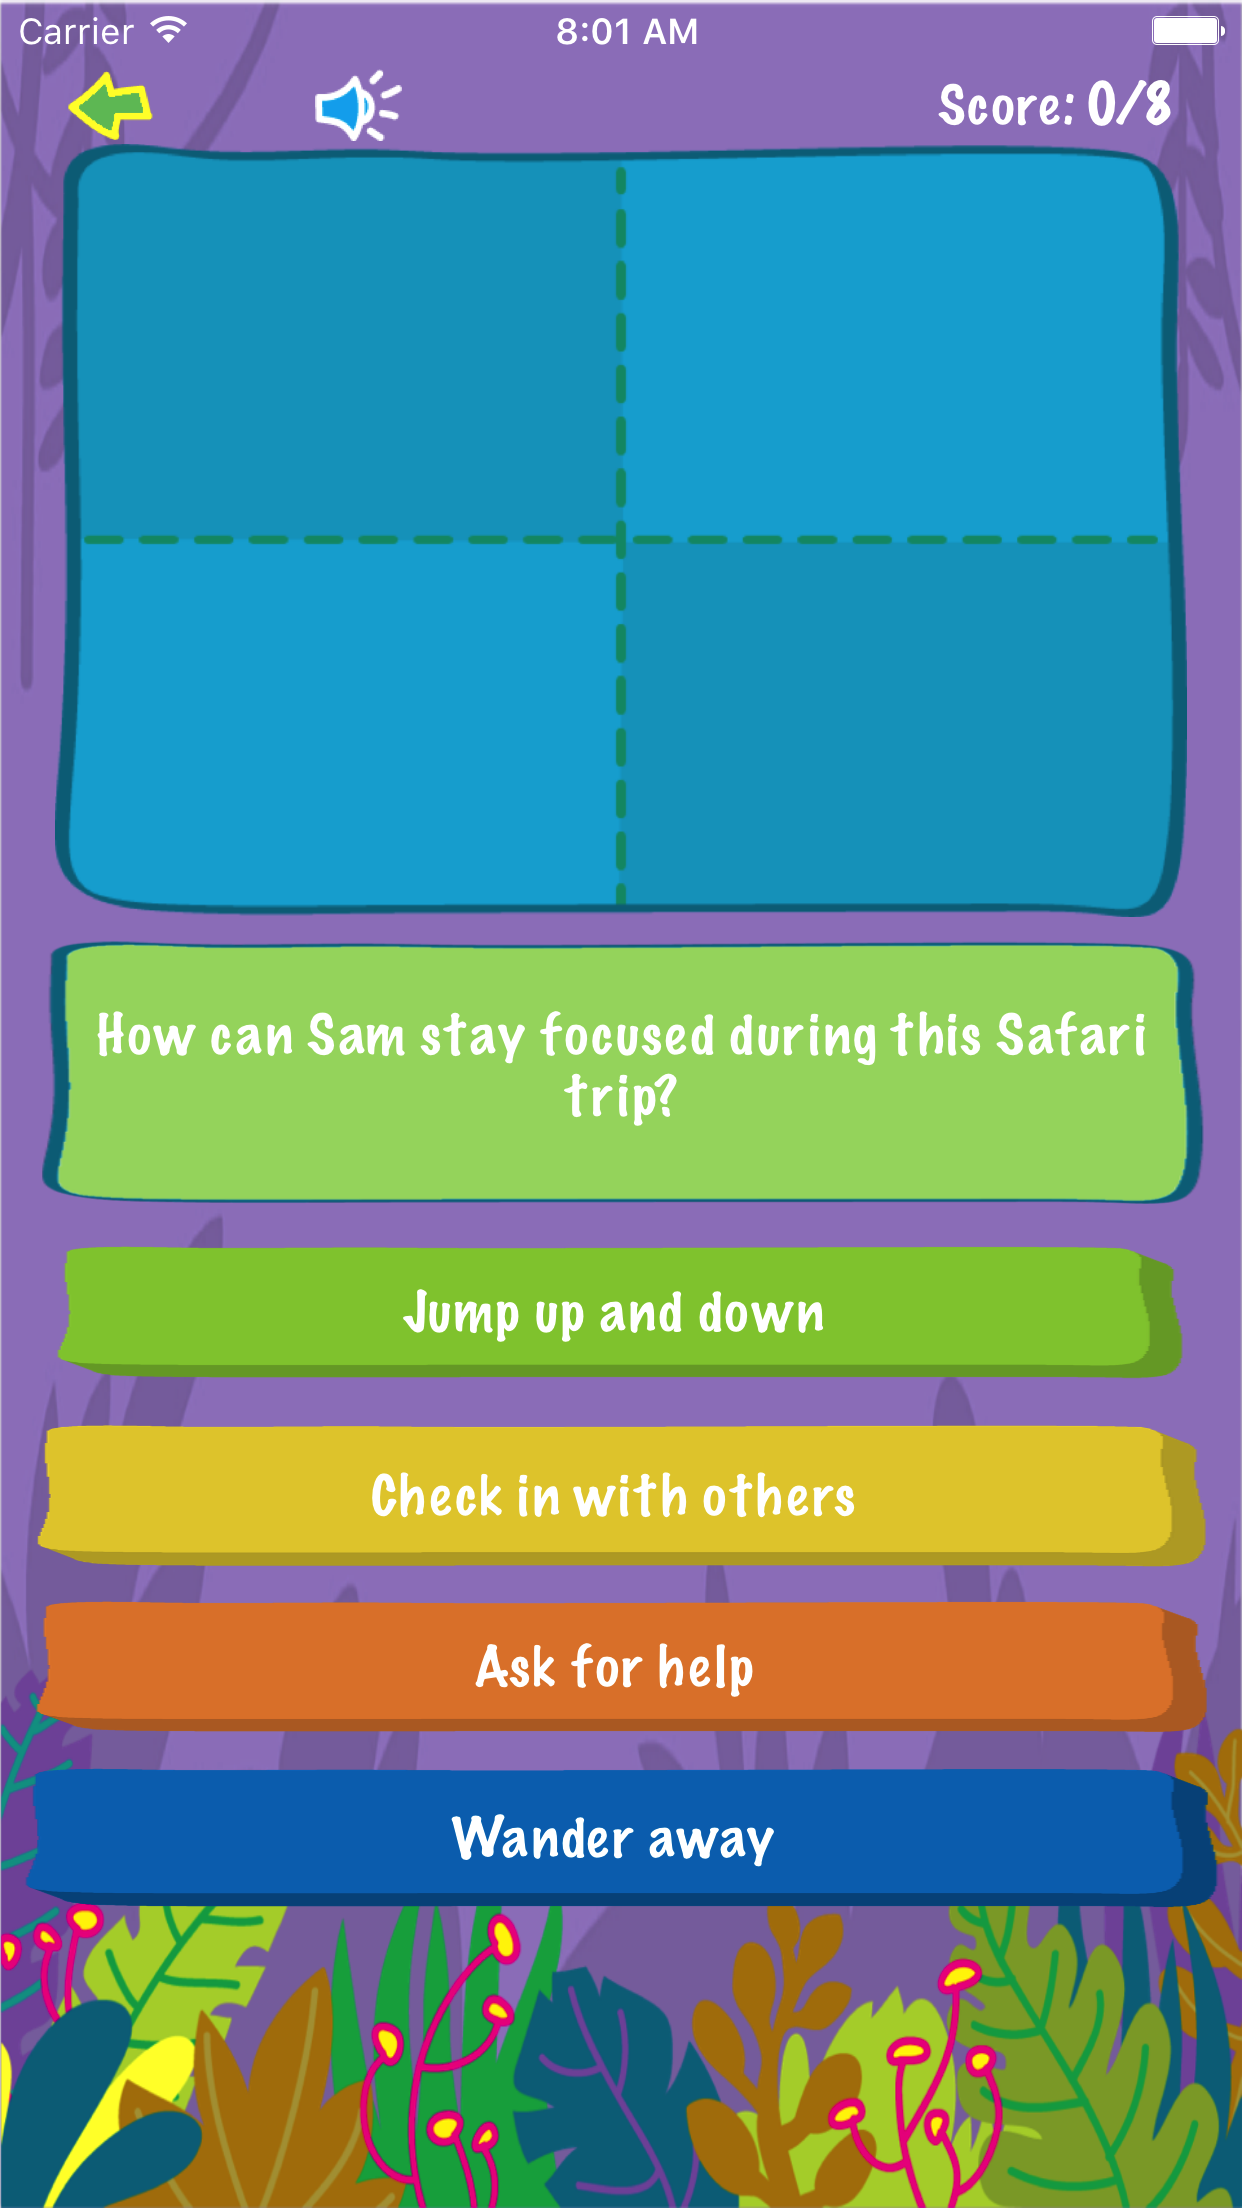 Carrier 8:01 AM
Score: 0/8
How can Sam stay focused during this Safari
trip?
Jump up and down
Check in with others
Ask for help
Wander away